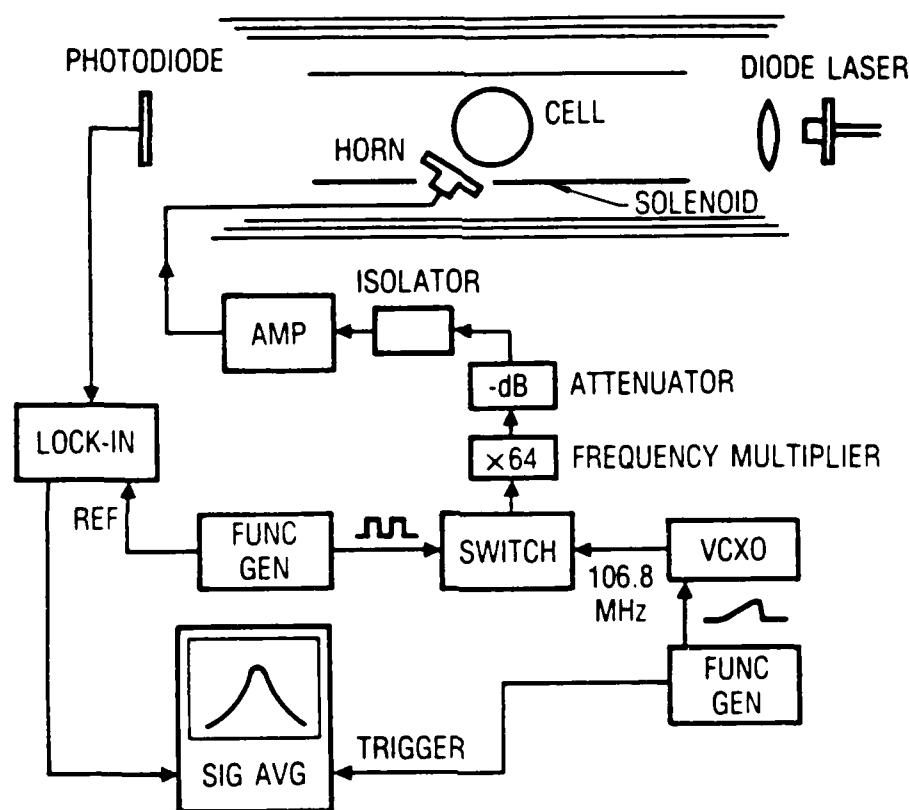 PHOTODIODE
DIODE LASER
CELL
HORN
SOLENOID
ISOLATOR
AMP
-dB
ATTENUATOR
LOCK-IN
×64
FREQUENCY MULTIPLIER
REF
FUNC
GEN
SWITCH
VCXO
106.8
MHz
FUNC
GEN
TRIGGER
SIG AVG